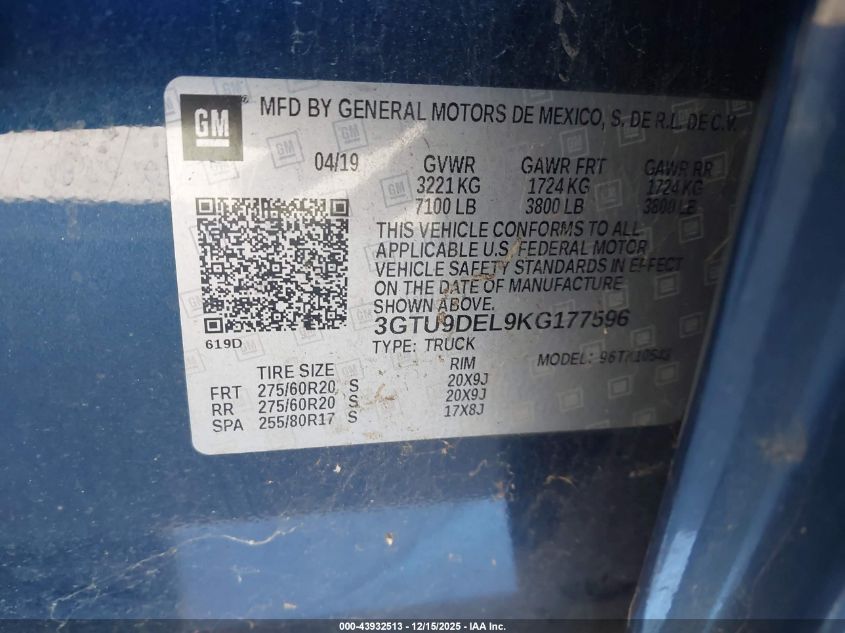 GM MFD BY GENERAL MOTORS DE MEXICO, S. DE R.L. DE C.V.
04/19 GVWR GAWR FRT GAWR RR
3221 KG 1724 KG 1724 KG
7100 LB 3800 LB 3800 LB
THIS VEHICLE CONFORMS TO ALL
APPLICABLE U.S. FEDERAL MOTOR
VEHICLE SAFETY STANDARDS IN EFFECT
ON THE DATE OF MANUFACTURE
SHOWN ABOVE.
3GTU9DEL9KG177596
619D TYPE: TRUCK MODEL:
TIRE SIZE RIM
FRT 275/60R20 S 20X9J
RR 275/60R20 S 20X9J
SPA 255/80R17 S 17X8J
000-43932513 - 12/15/2025 - IAA Inc.